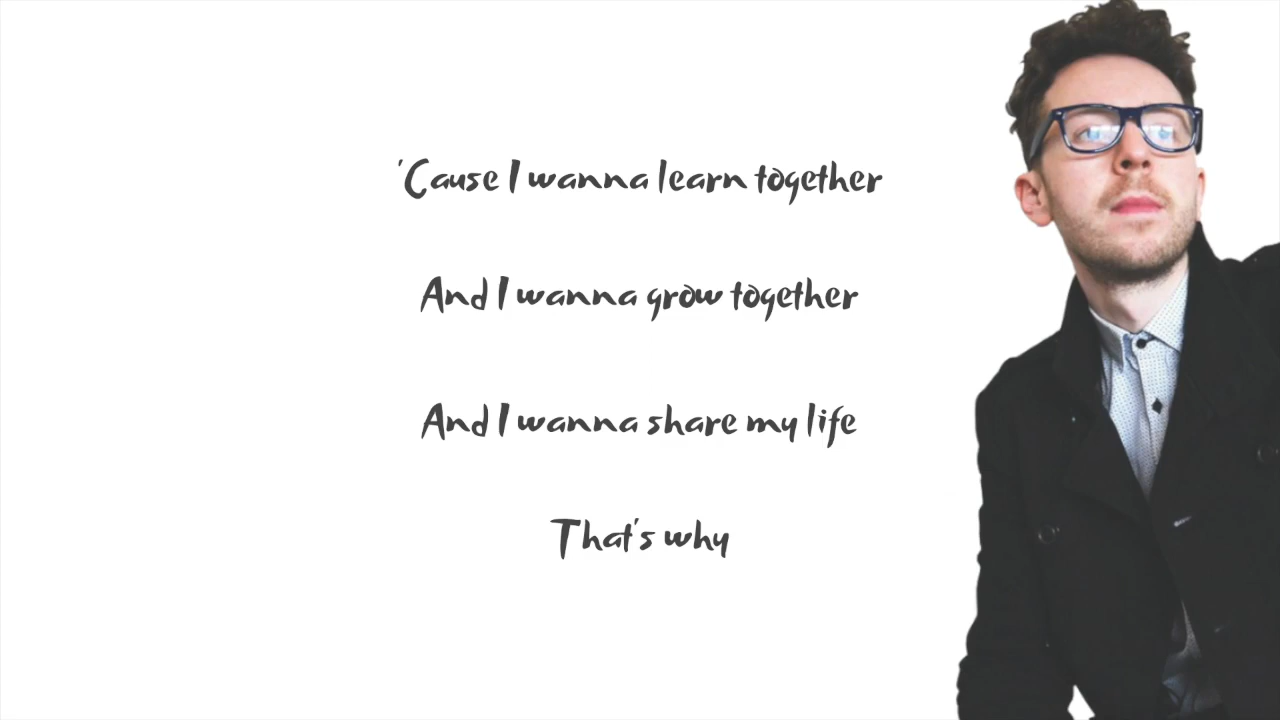 'Cause I wanna learn together
And I wanna grow together
And I wanna share my life
That's why